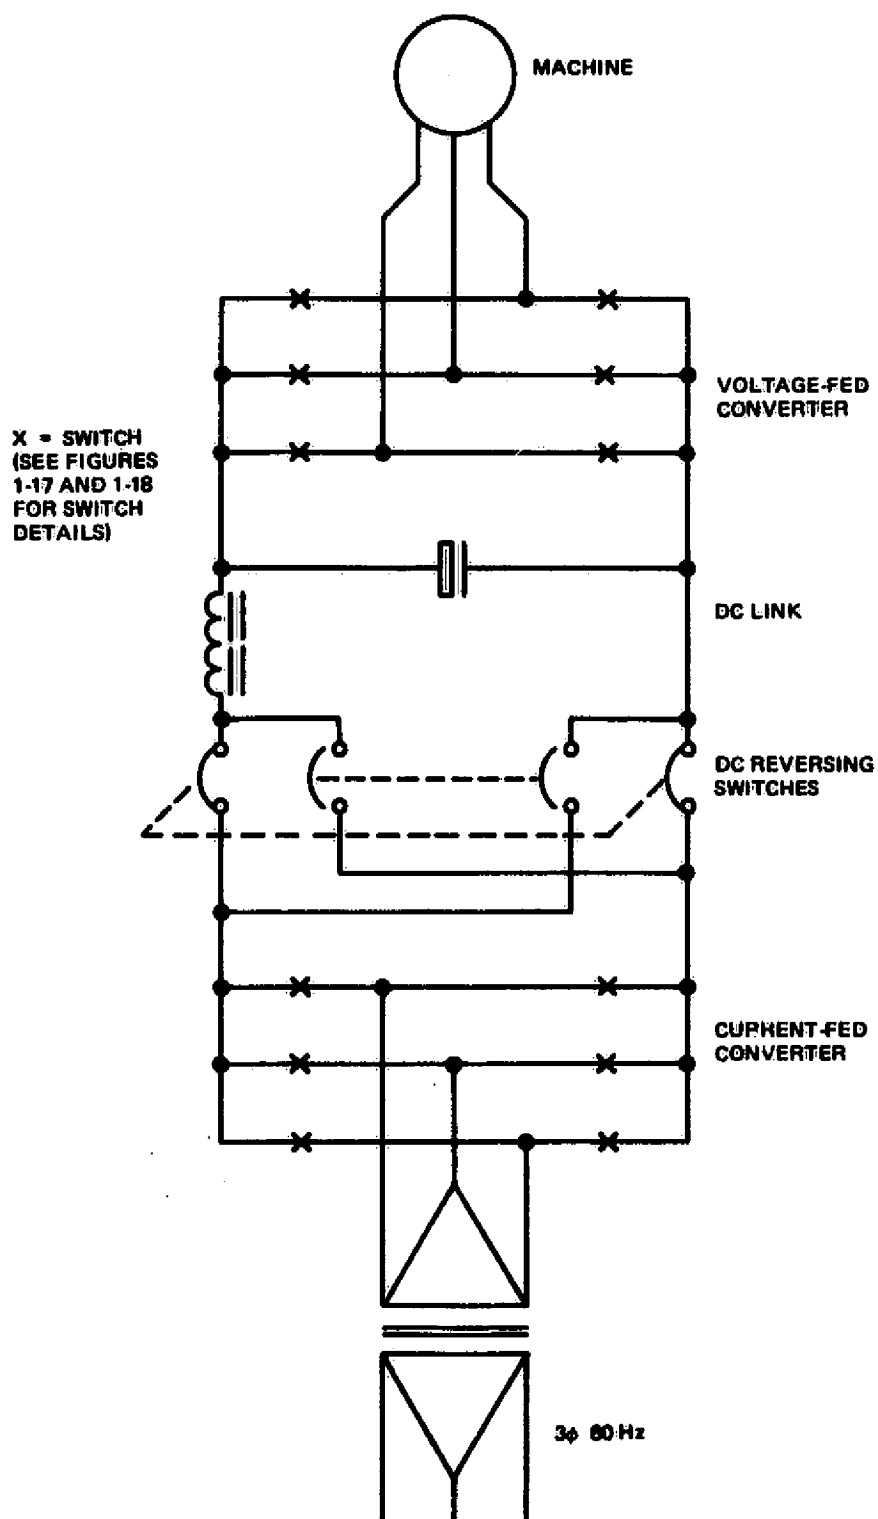 MACHINE
VOLTAGE-FED
CONVERTER
X = SWITCH
(SEE FIGURES
1-17 AND 1-18
FOR SWITCH
DETAILS)
DC LINK
DC REVERSING
SWITCHES
CURRENT-FED
CONVERTER
3ϕ 60 Hz